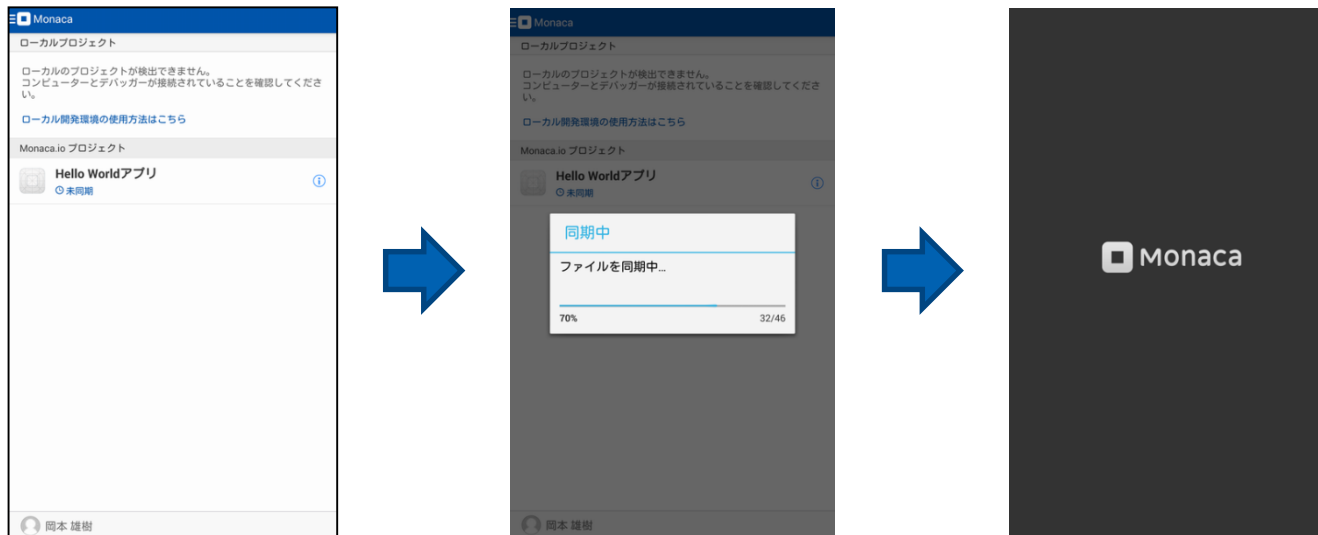 Monaca
ローカルプロジェクト
ローカルのプロジェクトが検出できません。
コンピューターとデバッガーが接続されていることを確認してくださ
い。
ローカル開発環境の使用方法はこちら
Monaca.io プロジェクト
Hello Worldアプリ
未同期
岡本 雄樹
Monaca
ローカルプロジェクト
ローカルのプロジェクトが検出できません。
コンピューターとデバッガーが接続されていることを確認してくださ
い。
ローカル開発環境の使用方法はこちら
Monaca.io プロジェクト
Hello Worldアプリ
未同期
同期中
ファイルを同期中...
70% 32/46
岡本 雄樹
Monaca